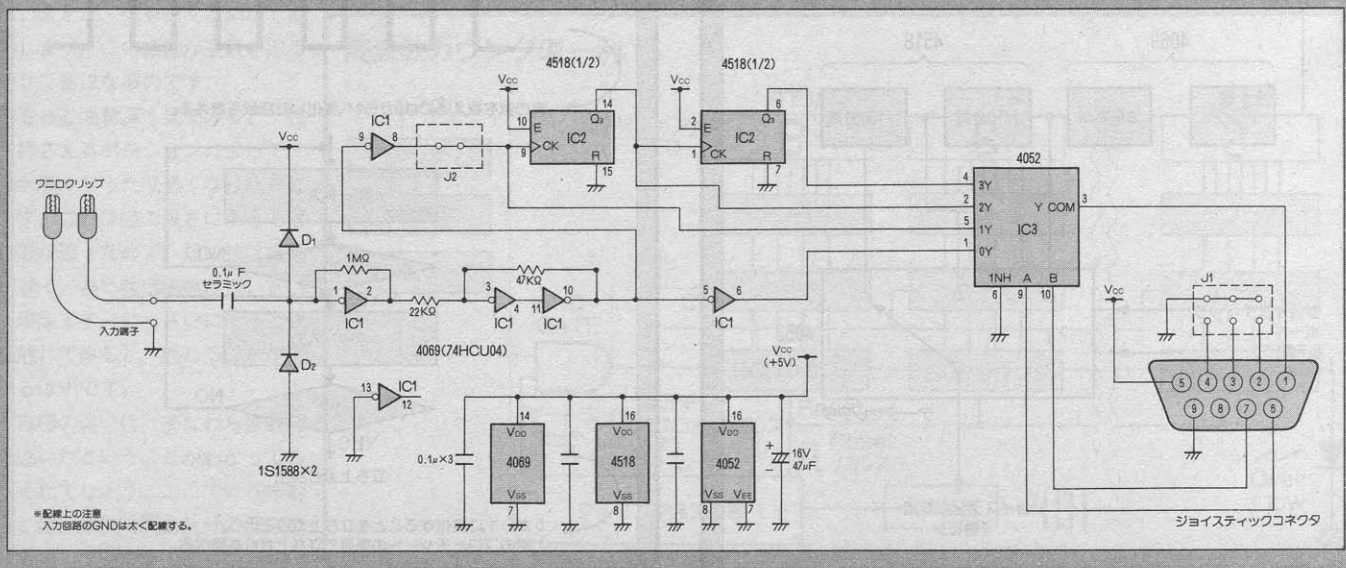 4518(1/2)
4518(1/2)
Vcc
Vcc
14
6
Q3
Q3
IC1
10
E
IC2
2
E
IC2
9
8
9
CK
1
CK
R
R
15
7
J2
Vcc
4052
ワニ口クリップ
4
3Y
2
2Y
Y COM
3
5
1Y
IC3
1
0Y
1NH
A
B
6
9
10
D1
1MΩ
47KΩ
0.1μ F
セラミック
1
2
3
10
5
6
IC1
22KΩ
IC1
4
11
IC1
IC1
入力端子
4069(74HCU04)
Vcc
J1
Vcc
(+5V)
D2
13
IC1
12
5
4
3
2
1
9
8
7
6
14
16
16
VDD
VDD
VDD
0.1μ×3
4069
4518
4052
+
16V
47μF
−
VSS
VSS
VSS
VEE
7
8
8
7
1S1588×2
※配線上の注意
入力回路のGNDは太く配線する。
ジョイスティックコネクタ